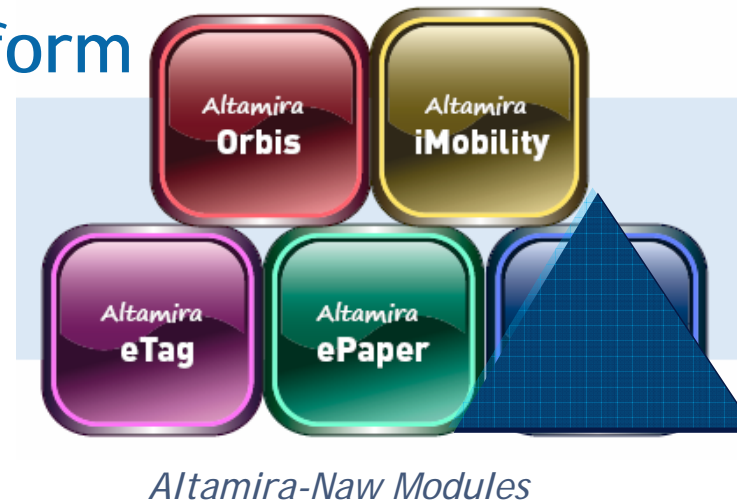 form
Altamira
Orbis
Altamira
iMobility
Altamira
eTag
Altamira
ePaper
Altamira-Naw Modules